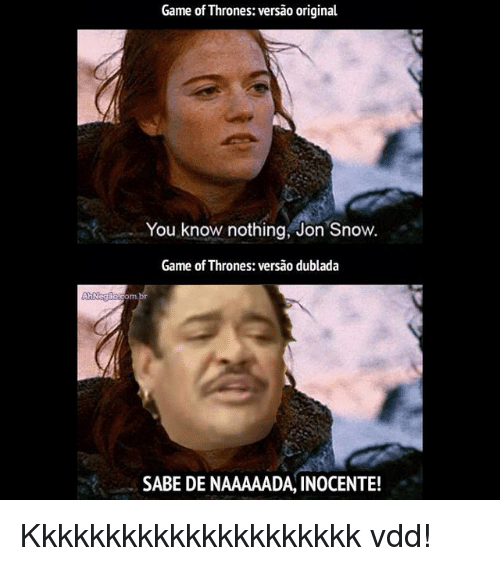 Game of Thrones: versão original
You know nothing, Jon Snow.
Game of Thrones: versão dublada
AhNegão.com.br
SABE DE NAAAAADA, INOCENTE!
Kkkkkkkkkkkkkkkkkkkkkk vdd!